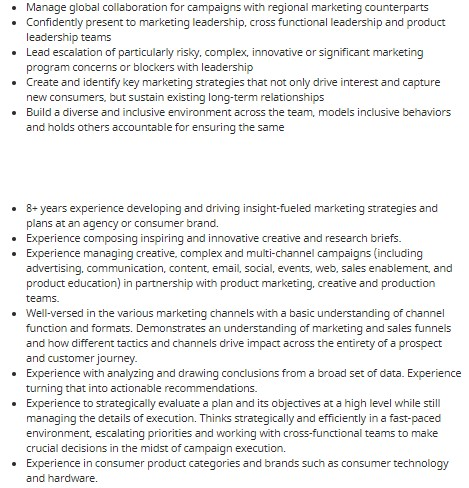 • Manage global collaboration for campaigns with regional marketing counterparts
• Confidently present to marketing leadership, cross functional leadership and product
leadership teams
• Lead escalation of particularly risky, complex, innovative or significant marketing
program concerns or blockers with leadership
• Create and identify key marketing strategies that not only drive interest and capture
new consumers, but sustain existing long-term relationships
• Build a diverse and inclusive environment across the team, models inclusive behaviors
and holds others accountable for ensuring the same
• 8+ years experience developing and driving insight-fueled marketing strategies and
plans at an agency or consumer brand.
• Experience composing inspiring and innovative creative and research briefs.
• Experience managing creative, complex and multi-channel campaigns (including
advertising, communication, content, email, social, events, web, sales enablement, and
product education) in partnership with product marketing, creative and production
teams.
• Well-versed in the various marketing channels with a basic understanding of channel
function and formats. Demonstrates an understanding of marketing and sales funnels
and how different tactics and channels drive impact across the entirety of a prospect
and customer journey.
• Experience with analyzing and drawing conclusions from a broad set of data. Experience
turning that into actionable recommendations.
• Experience to strategically evaluate a plan and its objectives at a high level while still
managing the details of execution. Thinks strategically and efficiently in a fast-paced
environment, escalating priorities and working with cross-functional teams to make
crucial decisions in the midst of campaign execution.
• Experience in consumer product categories and brands such as consumer technology
and hardware.